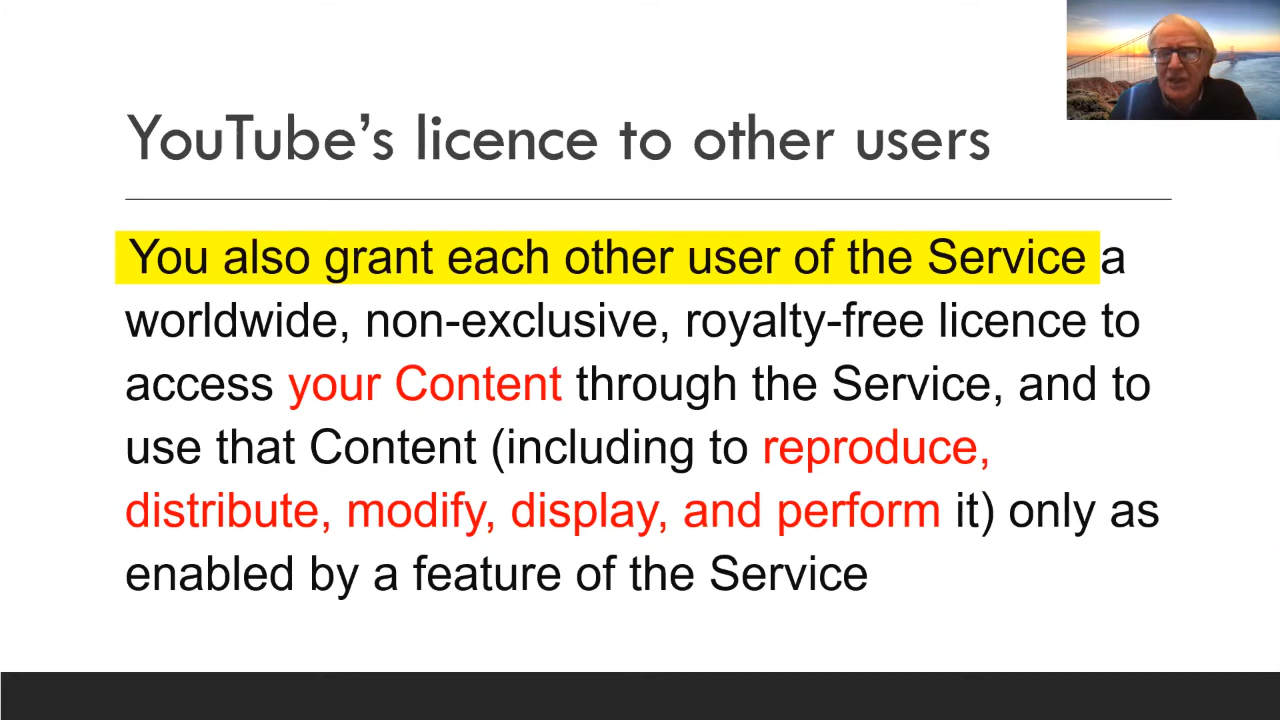 YouTube’s licence to other users
You also grant each other user of the Service a
worldwide, non-exclusive, royalty-free licence to
access your Content through the Service, and to
use that Content (including to reproduce,
distribute, modify, display, and perform it) only as
enabled by a feature of the Service